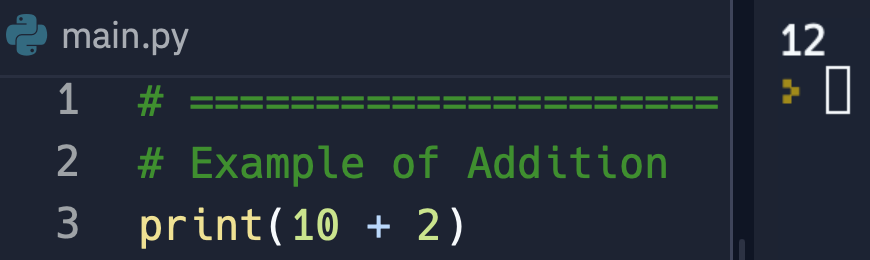 main.py
1 # =====================
2 # Example of Addition
3 print(10 + 2)
12